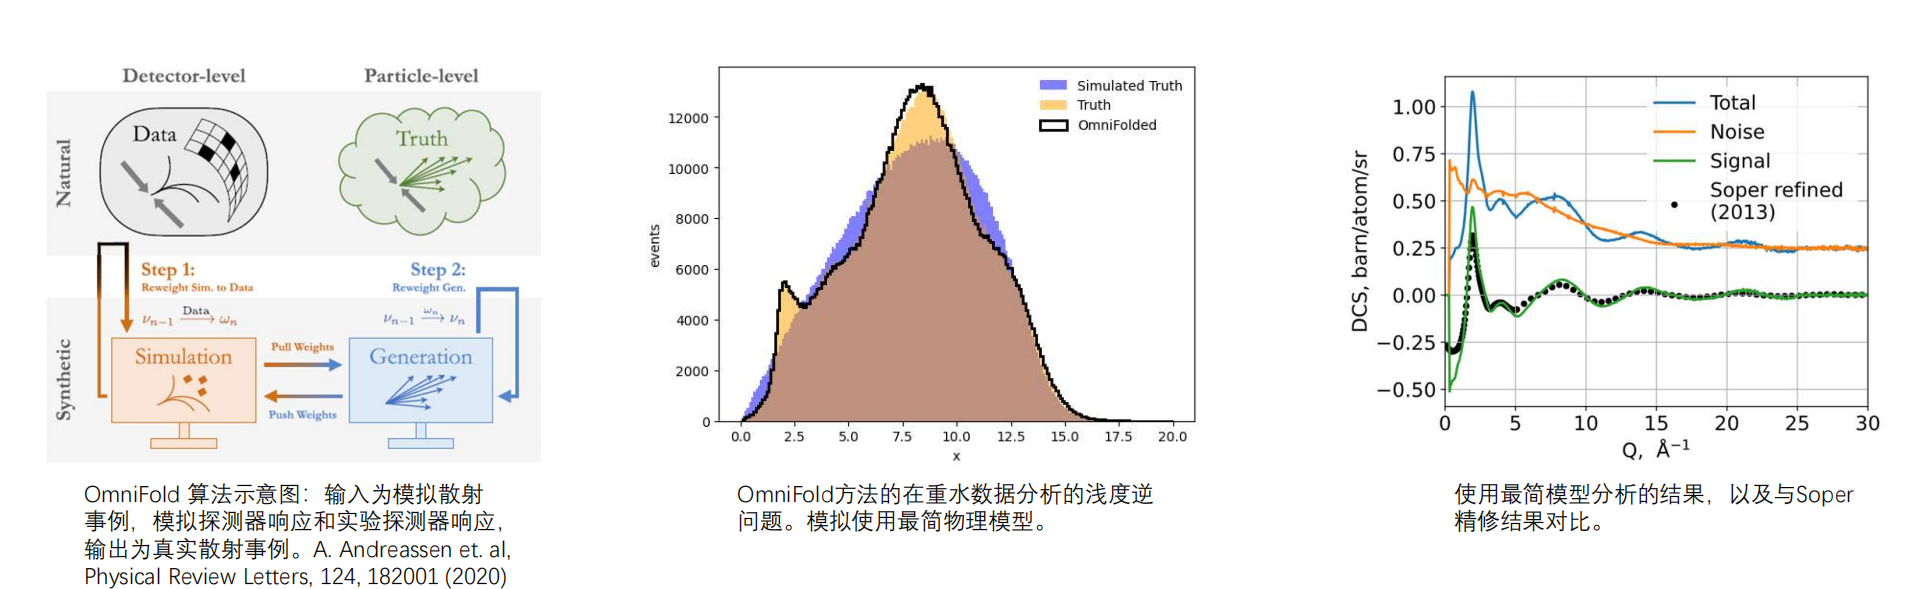 Detector-level
Particle-level
Natural
Data
Truth
Step 1:
Reweight Sim. to Data
Step 2:
Reweight Gen.
νn−1 Data→ ωn
νn−1 ωn→ νn
Synthetic
Simulation
Pull Weights
Push Weights
Generation
OmniFold 算法示意图：输入为模拟散射
事例，模拟探测器响应和实验探测器响应，
输出为真实散射事例。A. Andreassen et. al,
Physical Review Letters, 124, 182001 (2020)
Simulated Truth
Truth
OmniFolded
events
12000
10000
8000
6000
4000
2000
0
0.0 2.5 5.0 7.5 10.0 12.5 15.0 17.5 20.0
x
OmniFold方法的在重水数据分析的浅度逆
问题。模拟使用最简物理模型。
Total
Noise
Signal
Soper refined
(2013)
DCS, barn/atom/sr
1.00
0.75
0.50
0.25
0.00
−0.25
−0.50
0 5 10 15 20 25 30
Q, Å−1
使用最简模型分析的结果，以及与Soper
精修结果对比。